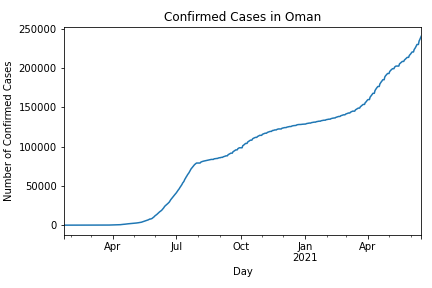 Confirmed Cases in Oman
250000
200000
150000
100000
50000
0
Number of Confirmed Cases
Apr Jul Oct Jan Apr
2021
Day